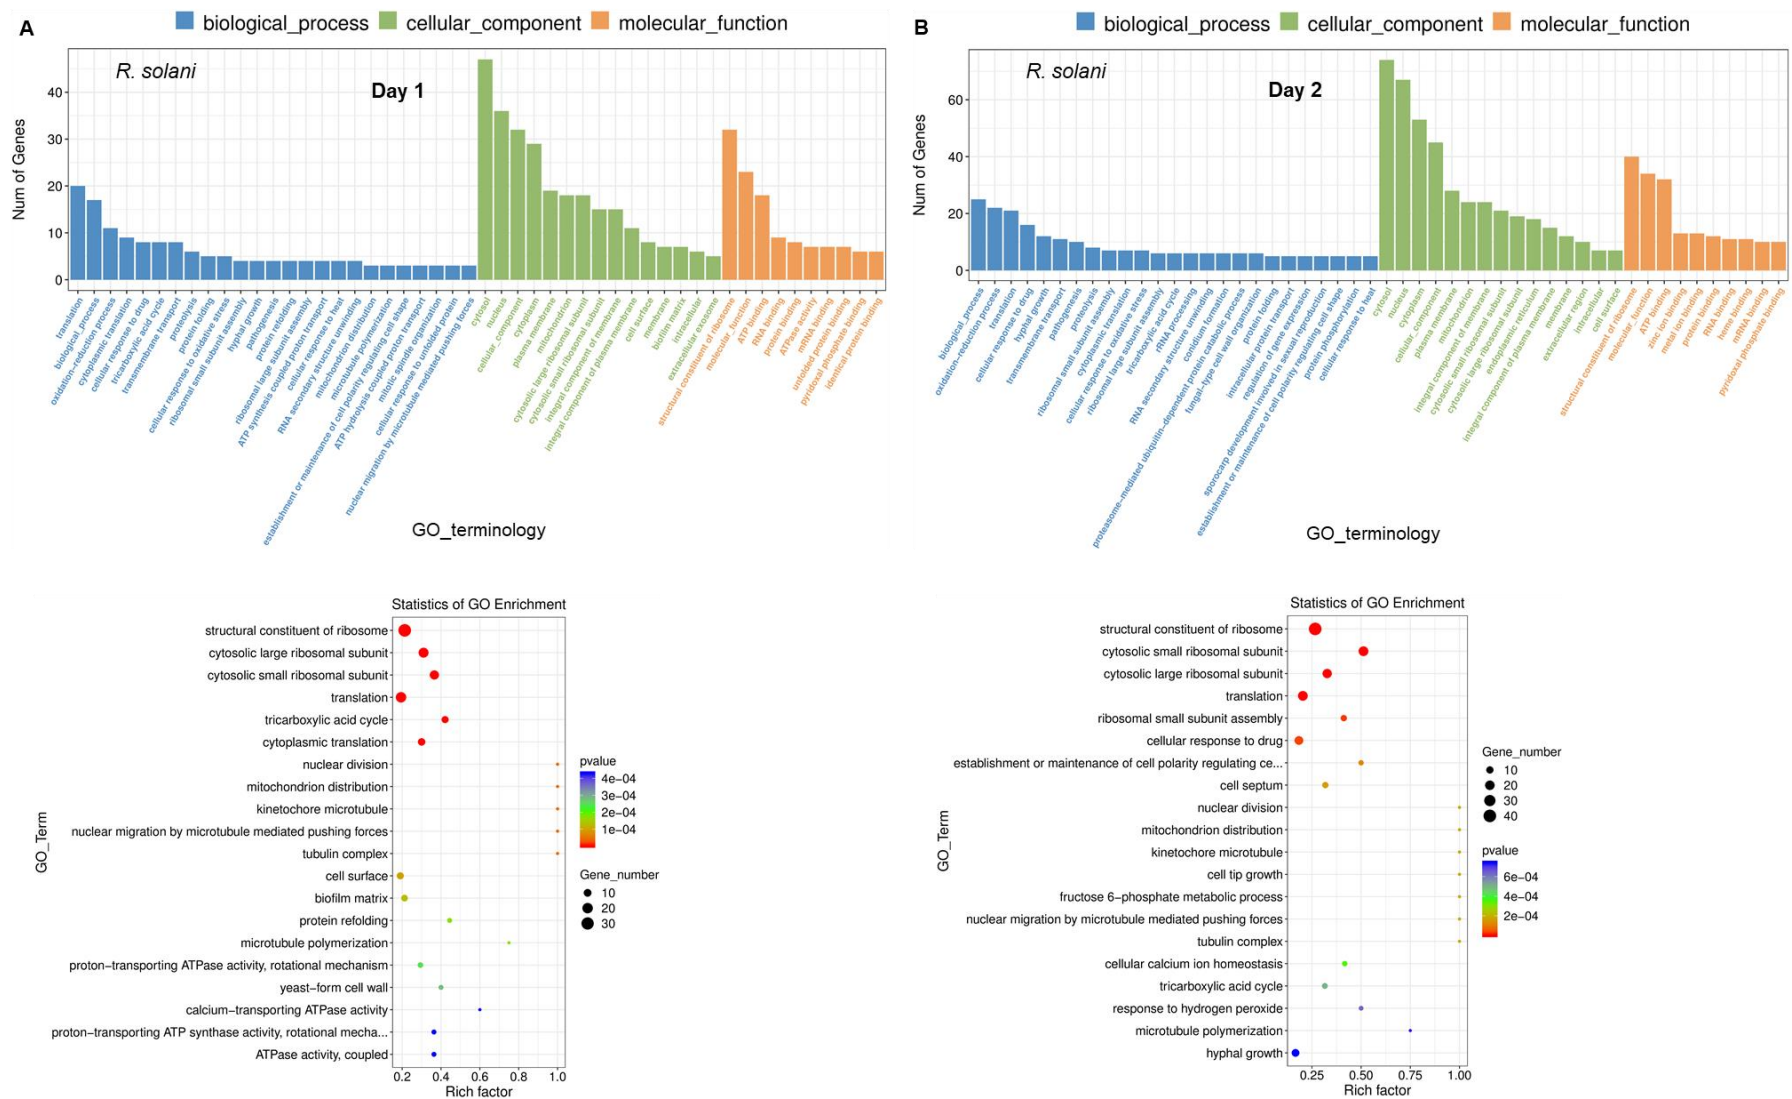 A
biological_process cellular_component molecular_function
R. solani
Day 1
Num of Genes
40
30
20
10
0
translation
biological_process
oxidation−reduction process
cytoplasmic translation
cellular response to drug
tricarboxylic acid cycle
transmembrane transport
proteolysis
protein folding
cellular response to oxidative stress
ribosomal small subunit assembly
hyphal growth
pathogenesis
protein refolding
ribosomal large subunit assembly
ATP synthesis coupled proton transport
cellular response to heat
RNA secondary structure unwinding
mitochondrion distribution
microtubule polymerization
establishment or maintenance of cell polarity regulating cell shape
ATP hydrolysis coupled proton transport
mitotic spindle organization
cellular response to unfolded protein
nuclear migration by microtubule mediated pushing forces
cytosol
nucleus
cellular_component
cytoplasm
plasma membrane
mitochondrion
cytosolic large ribosomal subunit
cytosolic small ribosomal subunit
integral component of membrane
integral component of plasma membrane
cell surface
membrane
biofilm matrix
intracellular
extracellular exosome
structural constituent of ribosome
molecular_function
ATP binding
RNA binding
protein binding
ATPase activity
mRNA binding
unfolded protein binding
pyridoxal phosphate binding
identical protein binding
GO_terminology
B
biological_process cellular_component molecular_function
R. solani
Day 2
Num of Genes
60
40
20
0
biological_process
oxidation−reduction process
translation
cellular response to drug
hyphal growth
transmembrane transport
pathogenesis
proteolysis
ribosomal small subunit assembly
cytoplasmic translation
cellular response to oxidative stress
ribosomal large subunit assembly
tricarboxylic acid cycle
rRNA processing
RNA secondary structure unwinding
conidium formation
proteasome−mediated ubiquitin−dependent protein catabolic process
fungal−type cell wall organization
protein folding
intracellular protein transport
regulation of gene expression
sporocarp development involved in sexual reproduction
establishment or maintenance of cell polarity regulating cell shape
protein phosphorylation
cellular response to heat
cytosol
nucleus
cytoplasm
cellular_component
plasma membrane
mitochondrion
integral component of membrane
cytosolic small ribosomal subunit
cytosolic large ribosomal subunit
endoplasmic reticulum
integral component of plasma membrane
membrane
extracellular region
intracellular
cell surface
structural constituent of ribosome
molecular_function
ATP binding
zinc ion binding
metal ion binding
protein binding
RNA binding
heme binding
mRNA binding
pyridoxal phosphate binding
GO_terminology
Statistics of GO Enrichment
GO_Term
structural constituent of ribosome
cytosolic large ribosomal subunit
cytosolic small ribosomal subunit
translation
tricarboxylic acid cycle
cytoplasmic translation
nuclear division
mitochondrion distribution
kinetochore microtubule
nuclear migration by microtubule mediated pushing forces
tubulin complex
cell surface
biofilm matrix
protein refolding
microtubule polymerization
proton−transporting ATPase activity, rotational mechanism
yeast−form cell wall
calcium−transporting ATPase activity
proton−transporting ATP synthase activity, rotational mecha...
ATPase activity, coupled
0.2 0.4 0.6 0.8 1.0
Rich factor
pvalue
4e−04
3e−04
2e−04
1e−04
Gene_number
10
20
30
Statistics of GO Enrichment
GO_Term
structural constituent of ribosome
cytosolic small ribosomal subunit
cytosolic large ribosomal subunit
translation
ribosomal small subunit assembly
cellular response to drug
establishment or maintenance of cell polarity regulating ce...
cell septum
nuclear division
mitochondrion distribution
kinetochore microtubule
cell tip growth
fructose 6−phosphate metabolic process
nuclear migration by microtubule mediated pushing forces
tubulin complex
cellular calcium ion homeostasis
tricarboxylic acid cycle
response to hydrogen peroxide
microtubule polymerization
hyphal growth
0.25 0.50 0.75 1.00
Rich factor
Gene_number
10
20
30
40
pvalue
6e−04
4e−04
2e−04